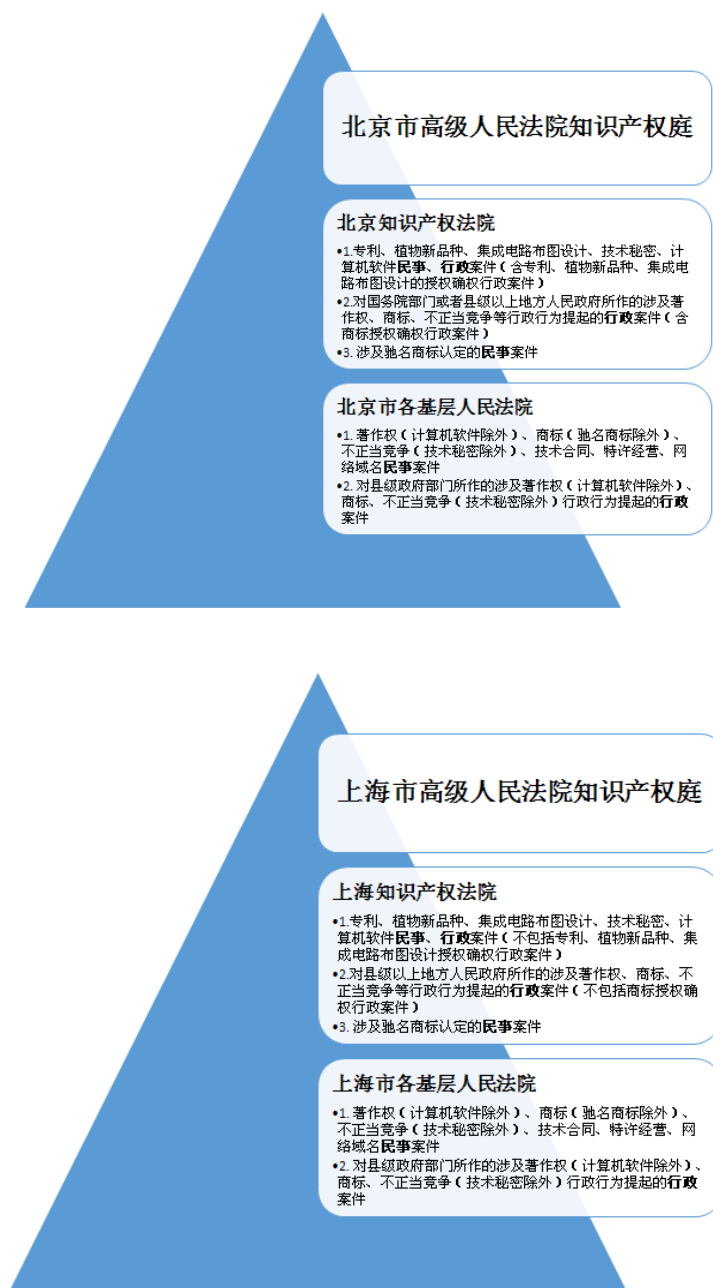 北京市高级人民法院知识产权庭
北京知识产权法院
•1.专利、植物新品种、集成电路布图设计、技术秘密、计
算机软件民事、行政案件（含专利、植物新品种、集成电
路布图设计的授权确权行政案件）
•2.对国务院部门或者县级以上地方人民政府所作的涉及著
作权、商标、不正当竞争等行政行为提起的行政案件（含
商标授权确权行政案件）
•3. 涉及驰名商标认定的民事案件
北京市各基层人民法院
•1. 著作权（计算机软件除外）、商标（驰名商标除外）、
不正当竞争（技术秘密除外）、技术合同、特许经营、网
络域名民事案件
•2. 对县级政府部门所作的涉及著作权（计算机软件除外）、
商标、不正当竞争（技术秘密除外）行政行为提起的行政
案件
上海市高级人民法院知识产权庭
上海知识产权法院
•1.专利、植物新品种、集成电路布图设计、技术秘密、计
算机软件民事、行政案件（不包括专利、植物新品种、集
成电路布图设计授权确权行政案件）
•2.对县级以上地方人民政府所作的涉及著作权、商标、不
正当竞争等行政行为提起的行政案件（不包括商标授权确
权行政案件）
•3. 涉及驰名商标认定的民事案件
上海市各基层人民法院
•1. 著作权（计算机软件除外）、商标（驰名商标除外）、
不正当竞争（技术秘密除外）、技术合同、特许经营、网
络域名民事案件
•2. 对县级政府部门所作的涉及著作权（计算机软件除外）、
商标、不正当竞争（技术秘密除外）行政行为提起的行政
案件